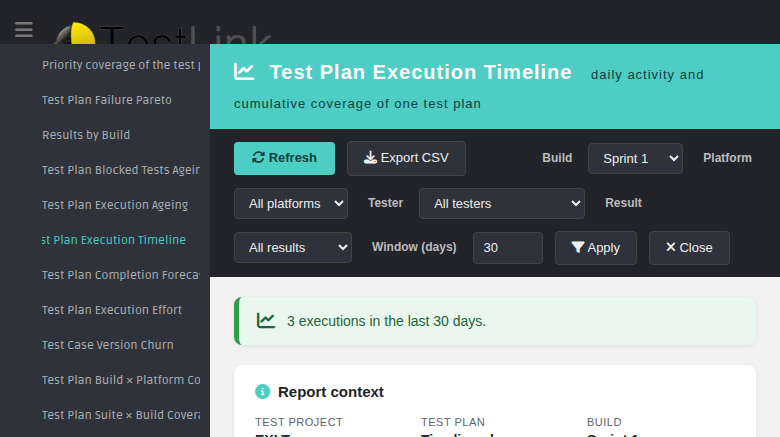 TestLink
Priority coverage of the test p
Test Plan Failure Pareto
Results by Build
Test Plan Blocked Tests Agein
Test Plan Execution Ageing
st Plan Execution Timeline
Test Plan Completion Forecas
Test Plan Execution Effort
Test Case Version Churn
Test Plan Build × Platform Co
Test Plan Suite × Build Covera
Test Plan Execution Timeline daily activity and
cumulative coverage of one test plan
Refresh Export CSV Build Sprint 1 Platform
All platforms Tester All testers Result
All results Window (days) 30 Apply Close
3 executions in the last 30 days.
Report context
TEST PROJECT TEST PLAN BUILD